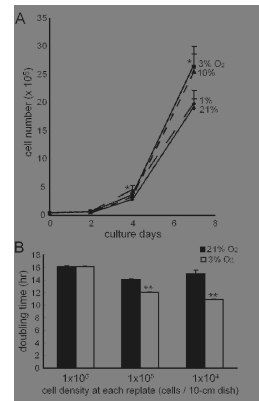 A
35
30
25
20
15
10
5
0
cell number (x 10⁵)
* 3% O₂
10%
1%
21%
*
0 2 4 6 8
culture days
B
21% O₂
3% O₂
18
16
14
12
10
8
6
4
2
0
doubling time (hr)
**
**
1x10⁵ 1x10⁴
cell density at each replate (cells / 10-cm dish)